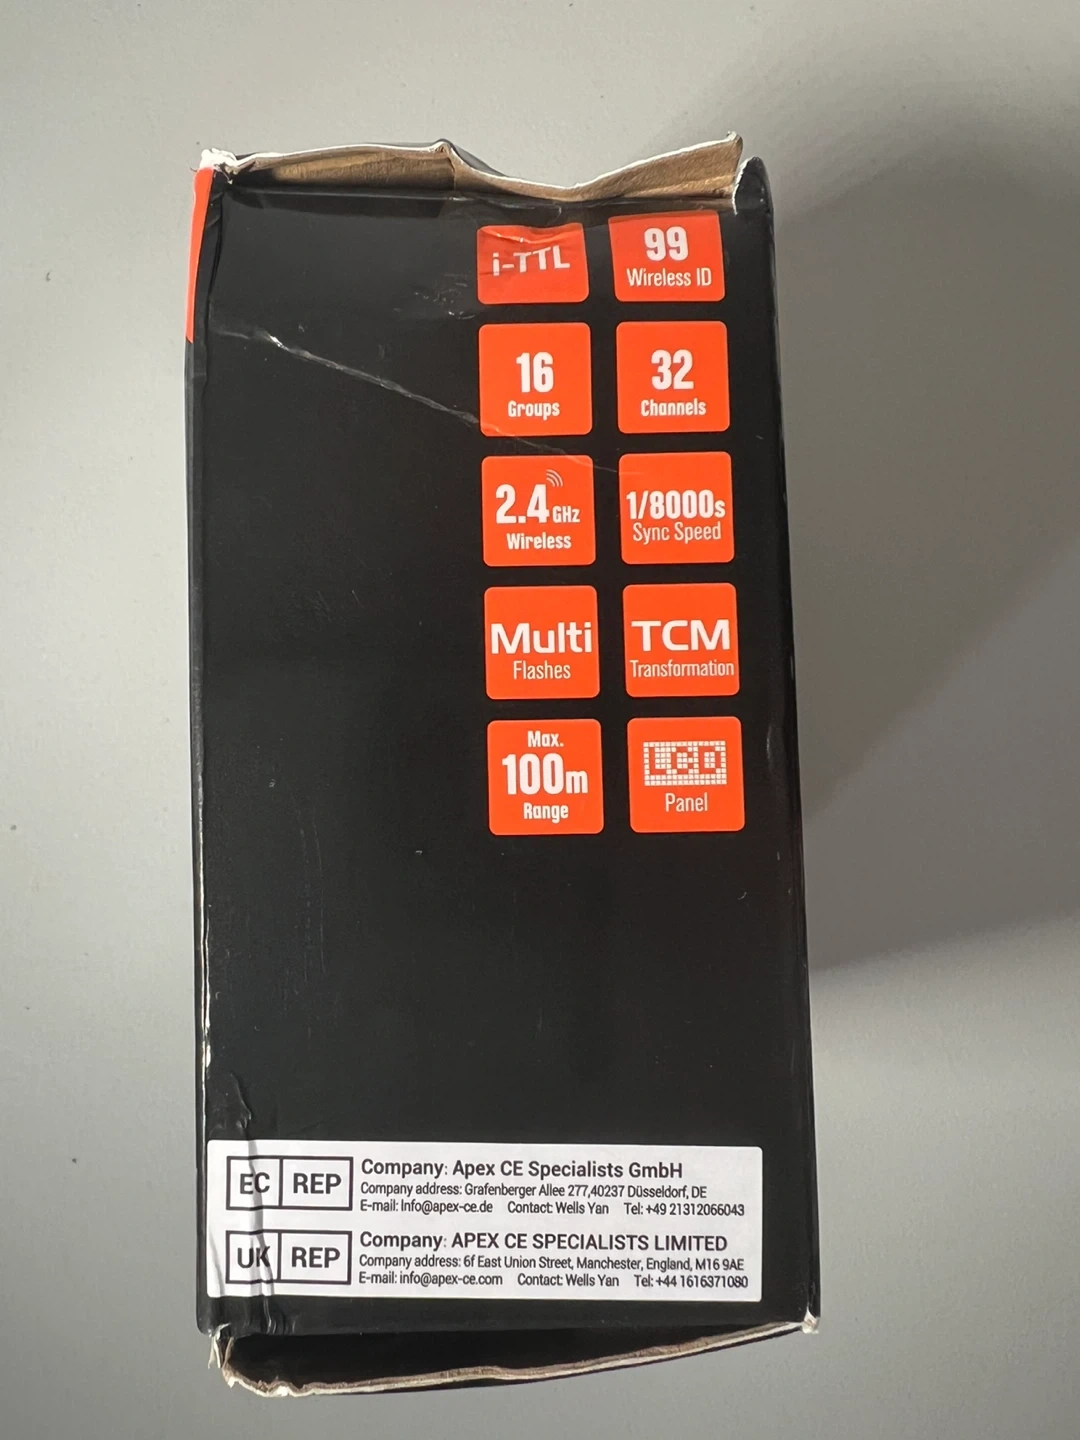 i-TTL
99
Wireless ID
16
Groups
32
Channels
2.4GHz
Wireless
1/8000s
Sync Speed
Multi
Flashes
TCM
Transformation
Max.
100m
Range
LCD
Panel
EC REP
Company: Apex CE Specialists GmbH
Company address: Grafenberger Allee 277,40237 Düsseldorf, DE
E-mail: Info@apex-ce.de Contact: Wells Yan Tel: +49 21312066043
UK REP
Company: APEX CE SPECIALISTS LIMITED
Company address: 6f East Union Street, Manchester, England, M16 9AE
E-mail: info@apex-ce.com Contact: Wells Yan Tel: +44 1616371080